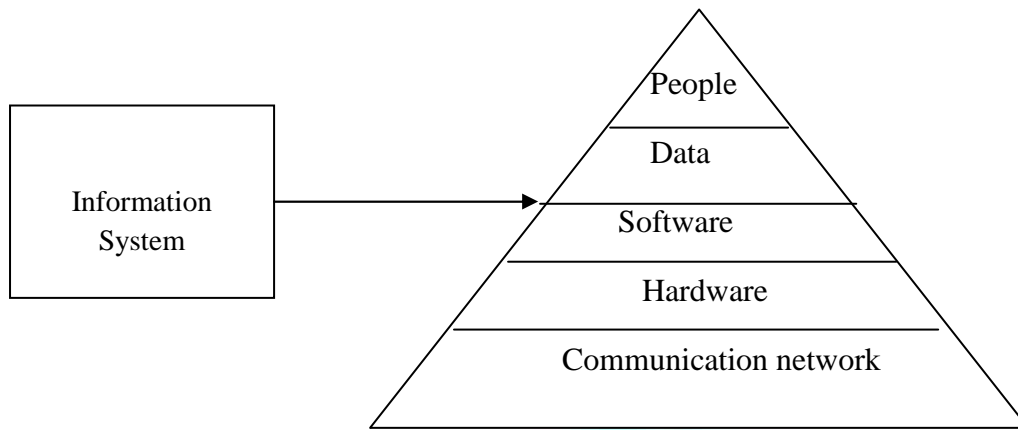 Information
System
People
Data
Software
Hardware
Communication network